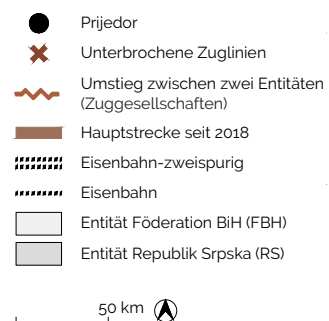 Prijedor
Unterbrochene Zuglinien
Umstieg zwischen zwei Entitäten
(Zuggesellschaften)
Hauptstrecke seit 2018
Eisenbahn-zweispurig
Eisenbahn
Entität Föderation BiH (FBH)
Entität Republik Srpska (RS)
50 km